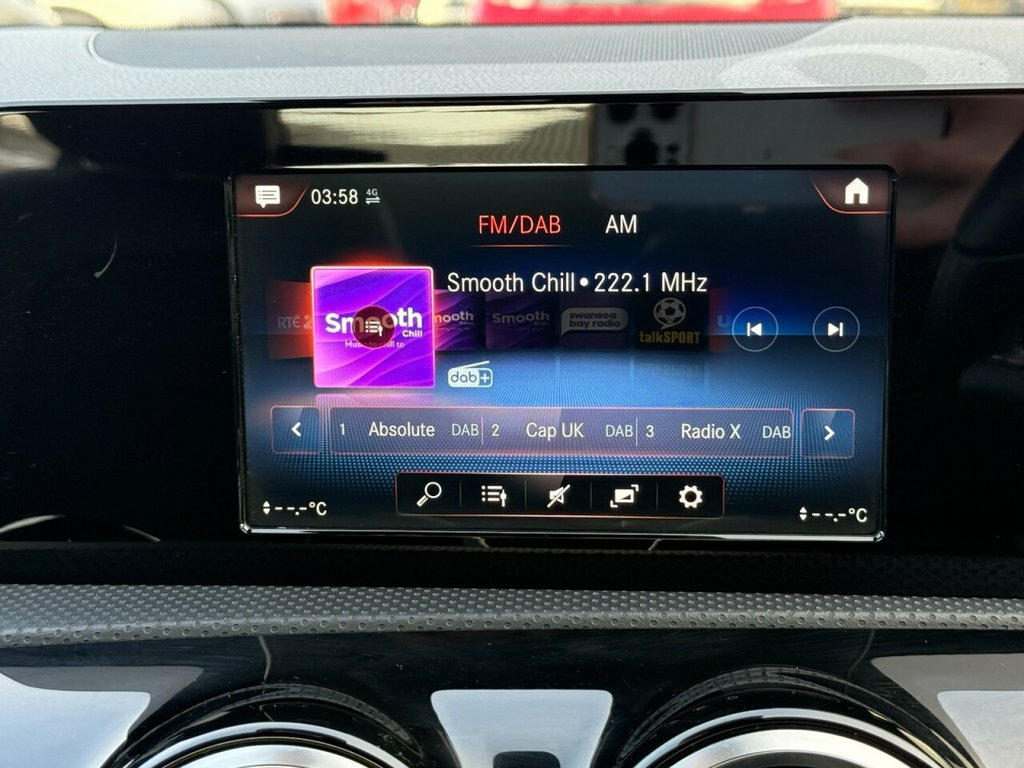 03:58 4G
FM/DAB AM
Smooth Chill • 222.1 MHz
RTÉ 2
Smooth
Chill
Smooth
swansea
bay radio
talkSPORT
dab+
1 Absolute DAB 2 Cap UK DAB 3 Radio X DAB
--.-°C
--.-°C